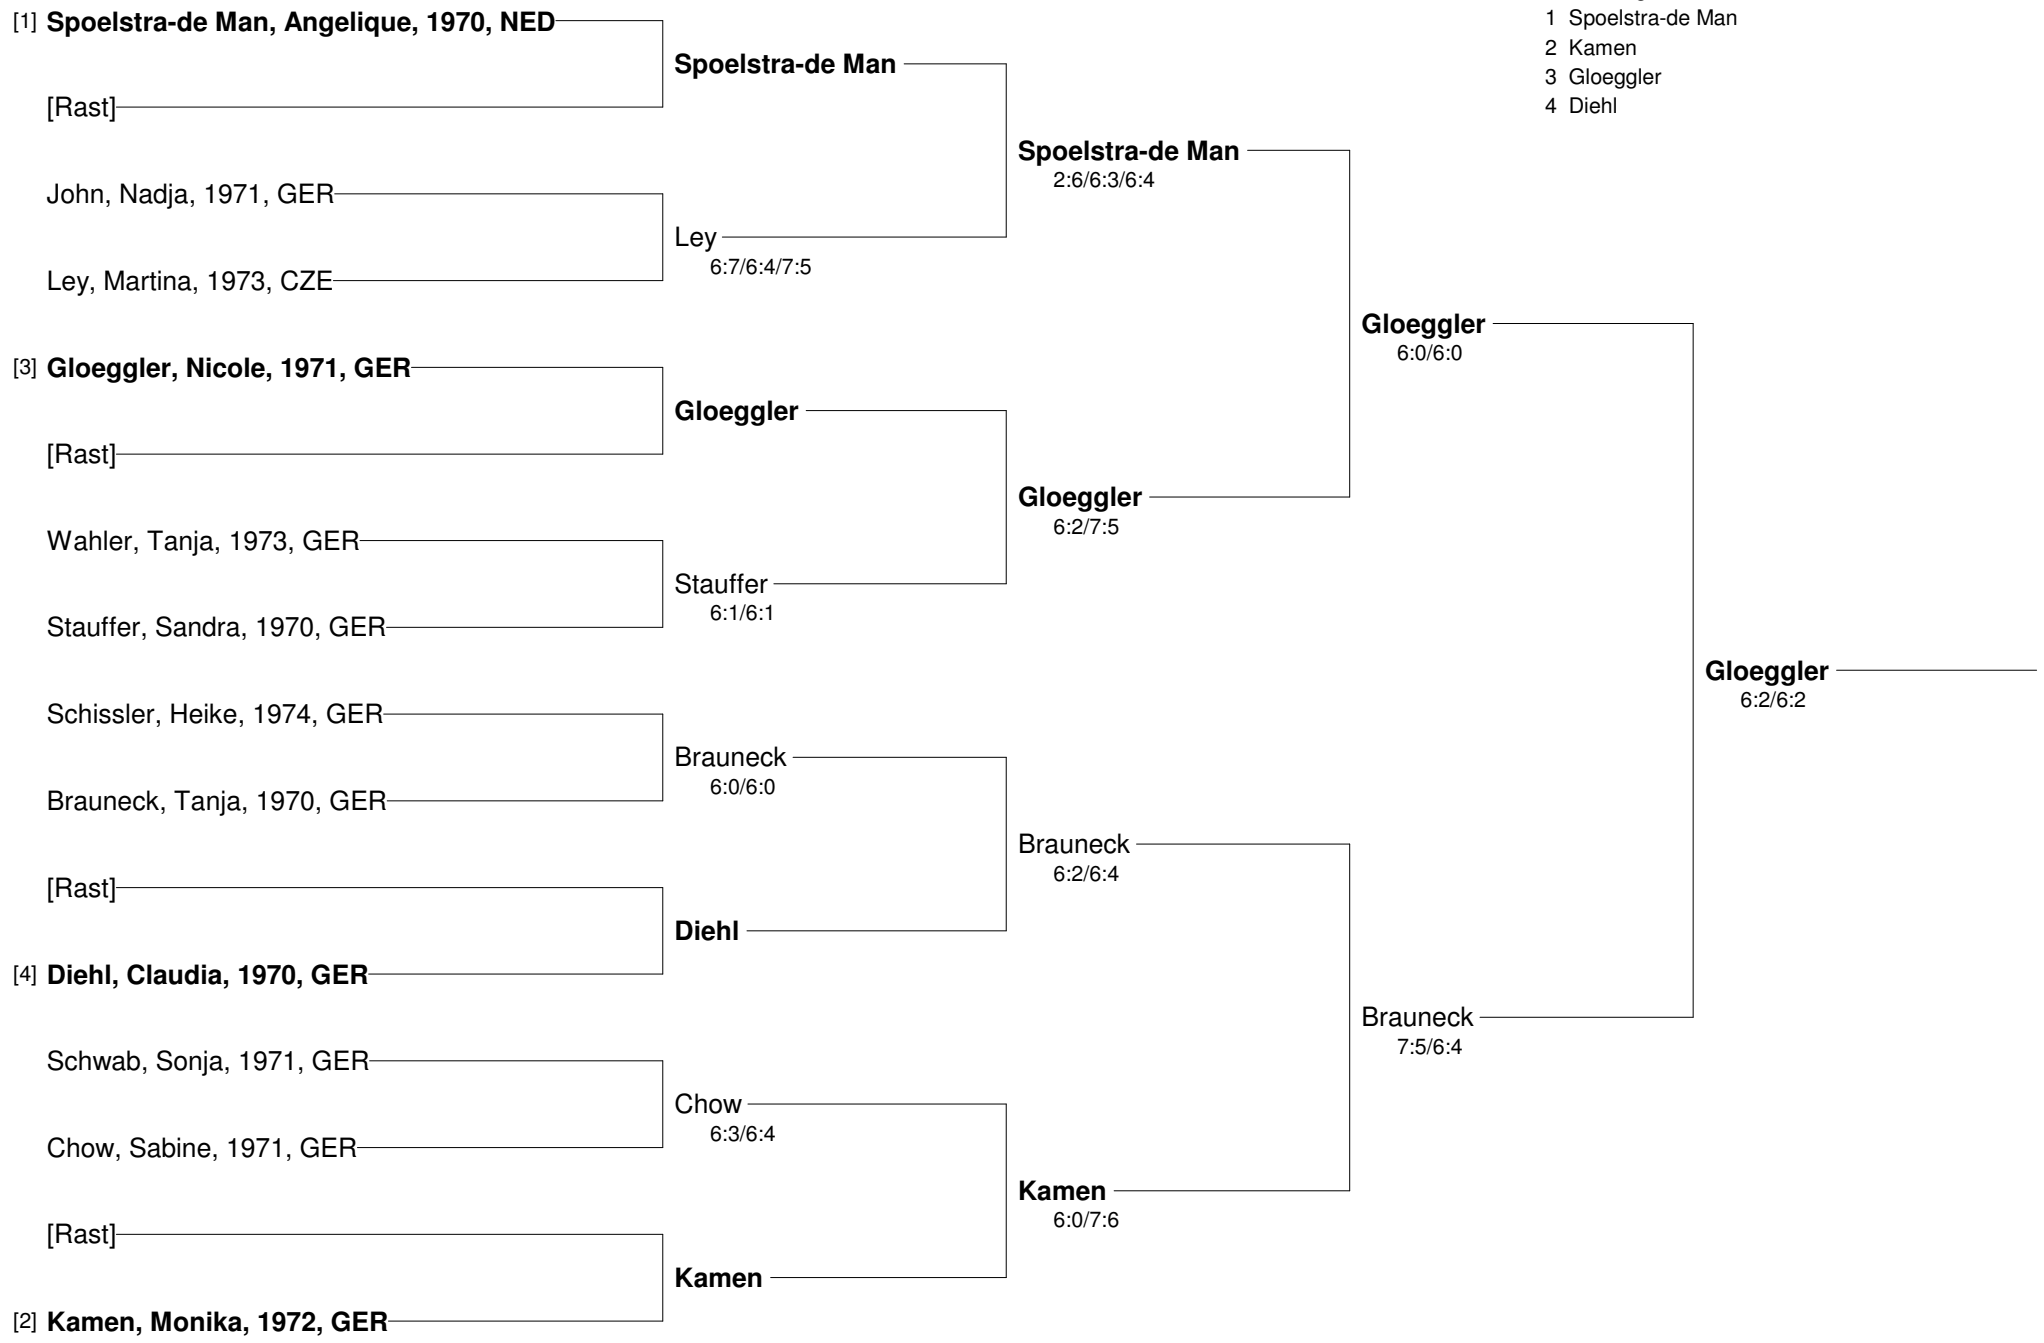 [1] Spoelstra-de Man, Angelique, 1970, NED
1 Spoelstra-de Man
2 Kamen
3 Gloeggler
4 Diehl
Spoelstra-de Man
[Rast]
Spoelstra-de Man
2:6/6:3/6:4
John, Nadja, 1971, GER
Ley
6:7/6:4/7:5
Ley, Martina, 1973, CZE
Gloeggler
6:0/6:0
[3] Gloeggler, Nicole, 1971, GER
Gloeggler
[Rast]
Gloeggler
6:2/7:5
Wahler, Tanja, 1973, GER
Stauffer
6:1/6:1
Stauffer, Sandra, 1970, GER
Gloeggler
6:2/6:2
Schissler, Heike, 1974, GER
Brauneck
6:0/6:0
Brauneck, Tanja, 1970, GER
Brauneck
6:2/6:4
[Rast]
Diehl
[4] Diehl, Claudia, 1970, GER
Brauneck
7:5/6:4
Schwab, Sonja, 1971, GER
Chow
6:3/6:4
Chow, Sabine, 1971, GER
Kamen
6:0/7:6
[Rast]
Kamen
[2] Kamen, Monika, 1972, GER